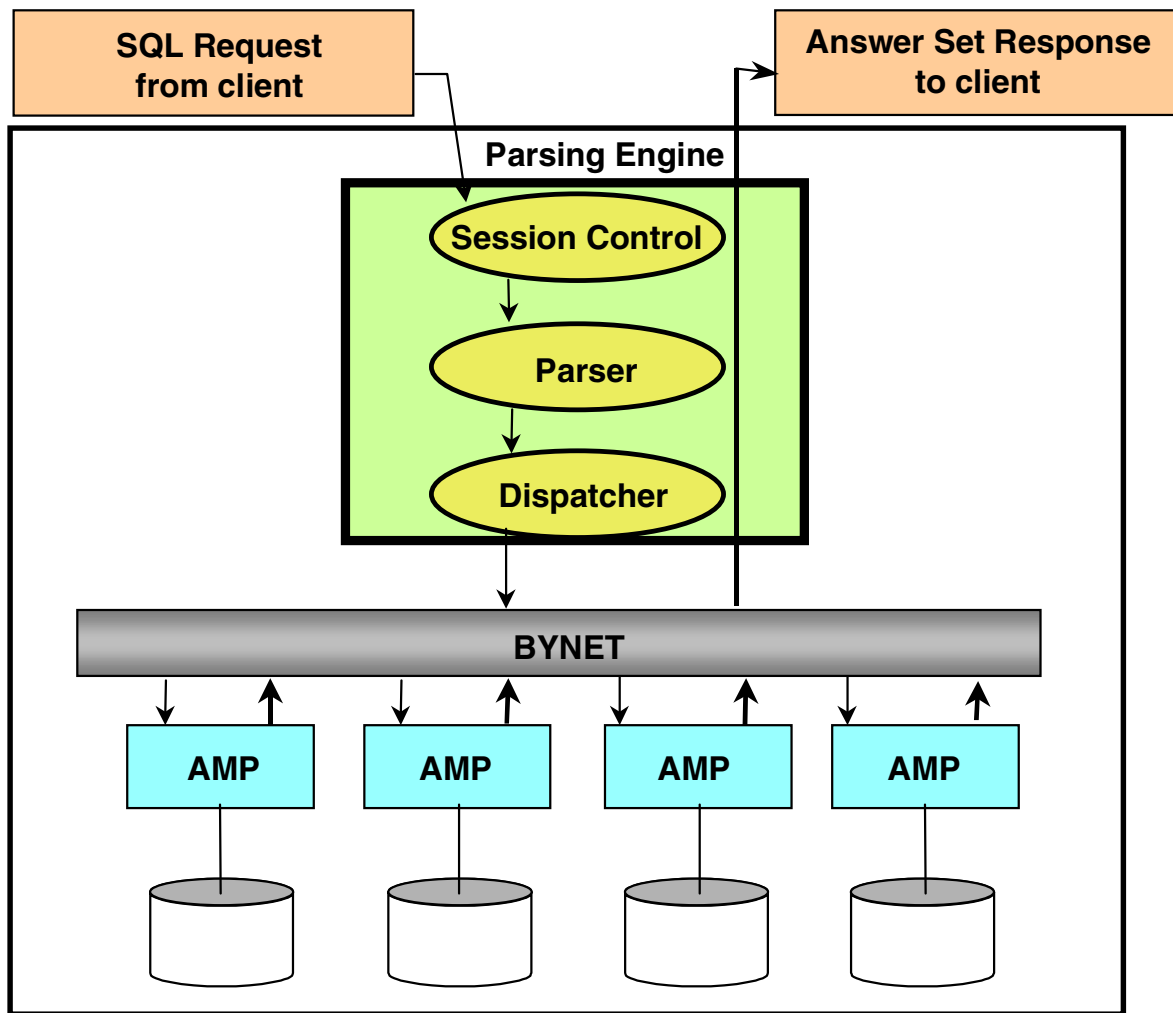 SQL Request
from client
Answer Set Response
to client
Parsing Engine
Session Control
Parser
Dispatcher
BYNET
AMP
AMP
AMP
AMP